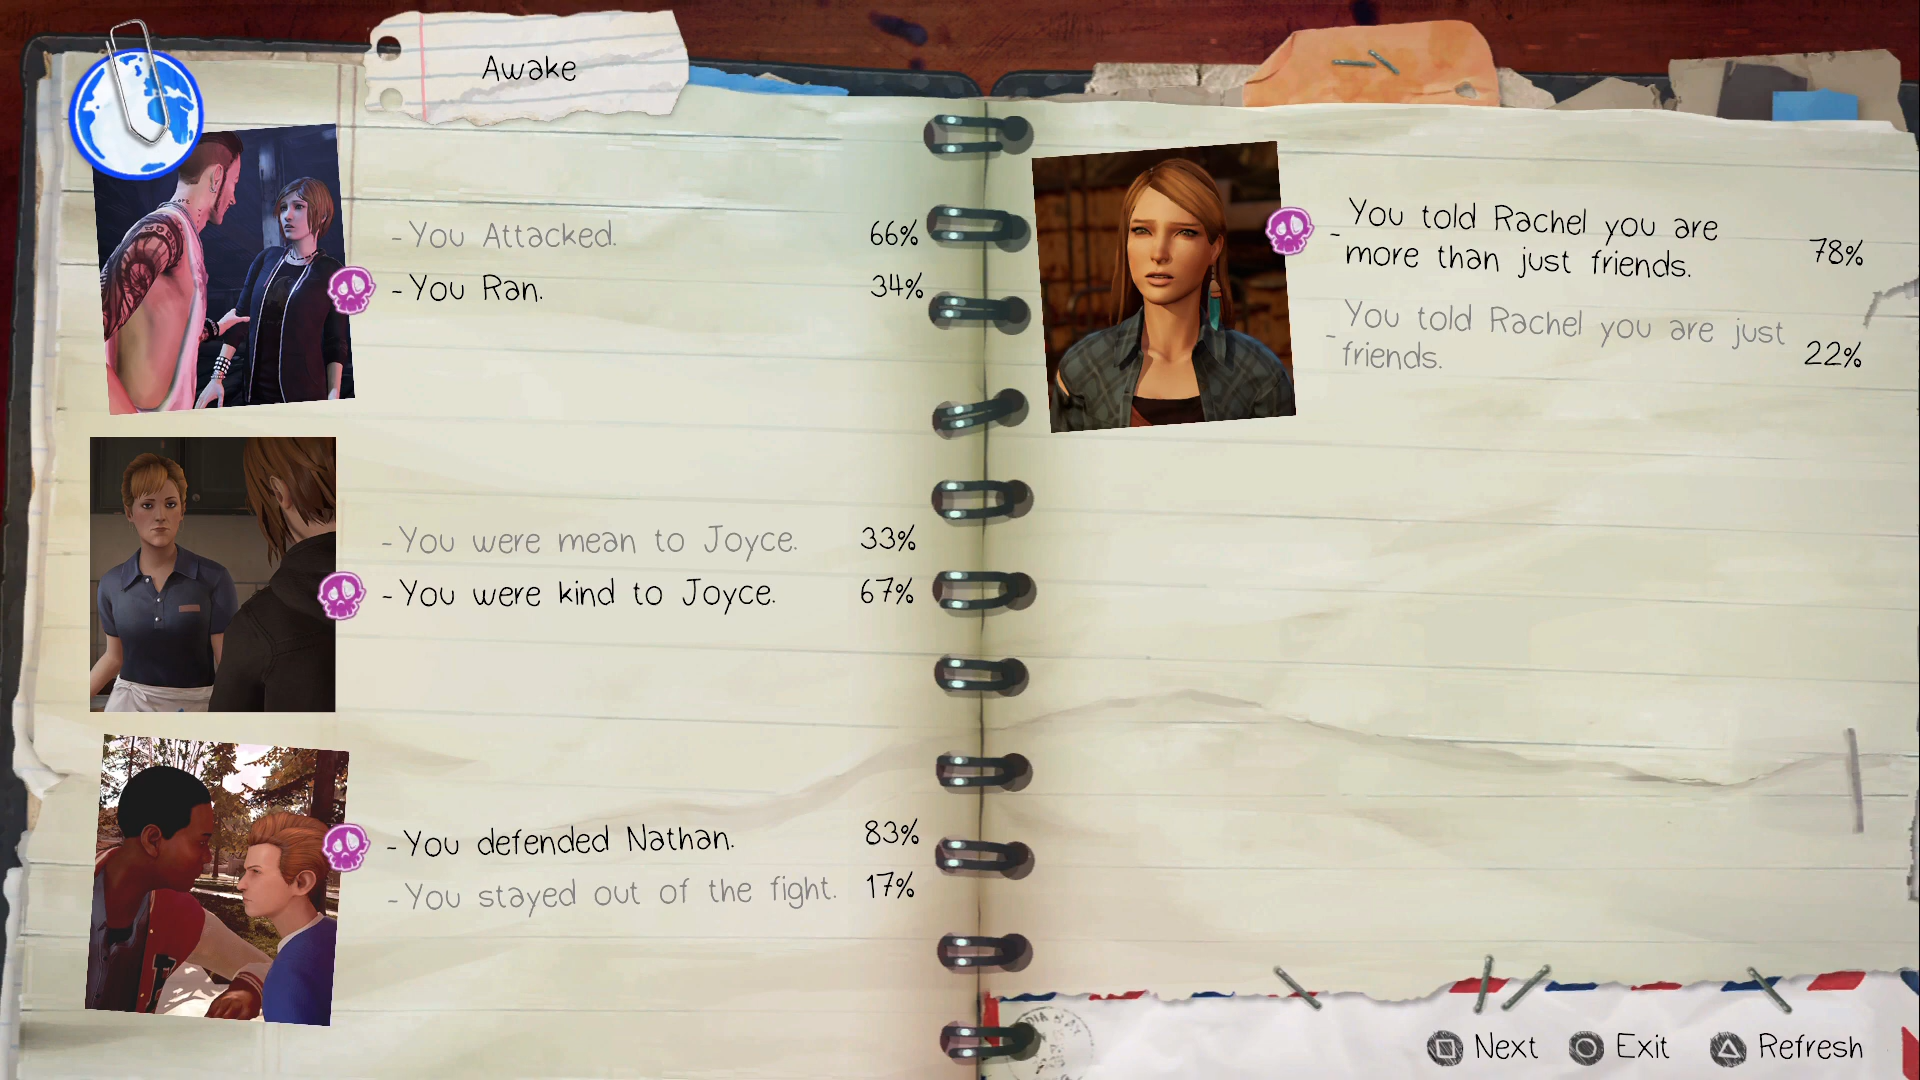 Awake
- You Attacked. 66%
- You Ran. 34%
- You were mean to Joyce. 33%
- You were kind to Joyce. 67%
- You defended Nathan. 83%
- You stayed out of the fight. 17%
- You told Rachel you are
more than just friends. 78%
- You told Rachel you are just
friends. 22%
Next Exit Refresh